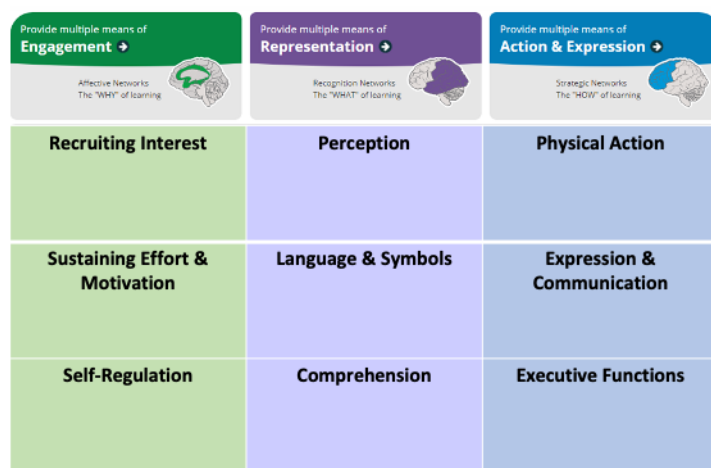 Provide multiple means of
Engagement
Affective Networks
The "WHY" of learning
Provide multiple means of
Representation
Recognition Networks
The "WHAT" of learning
Provide multiple means of
Action & Expression
Strategic Networks
The "HOW" of learning
Recruiting Interest
Perception
Physical Action
Sustaining Effort &
Motivation
Language & Symbols
Expression &
Communication
Self-Regulation
Comprehension
Executive Functions